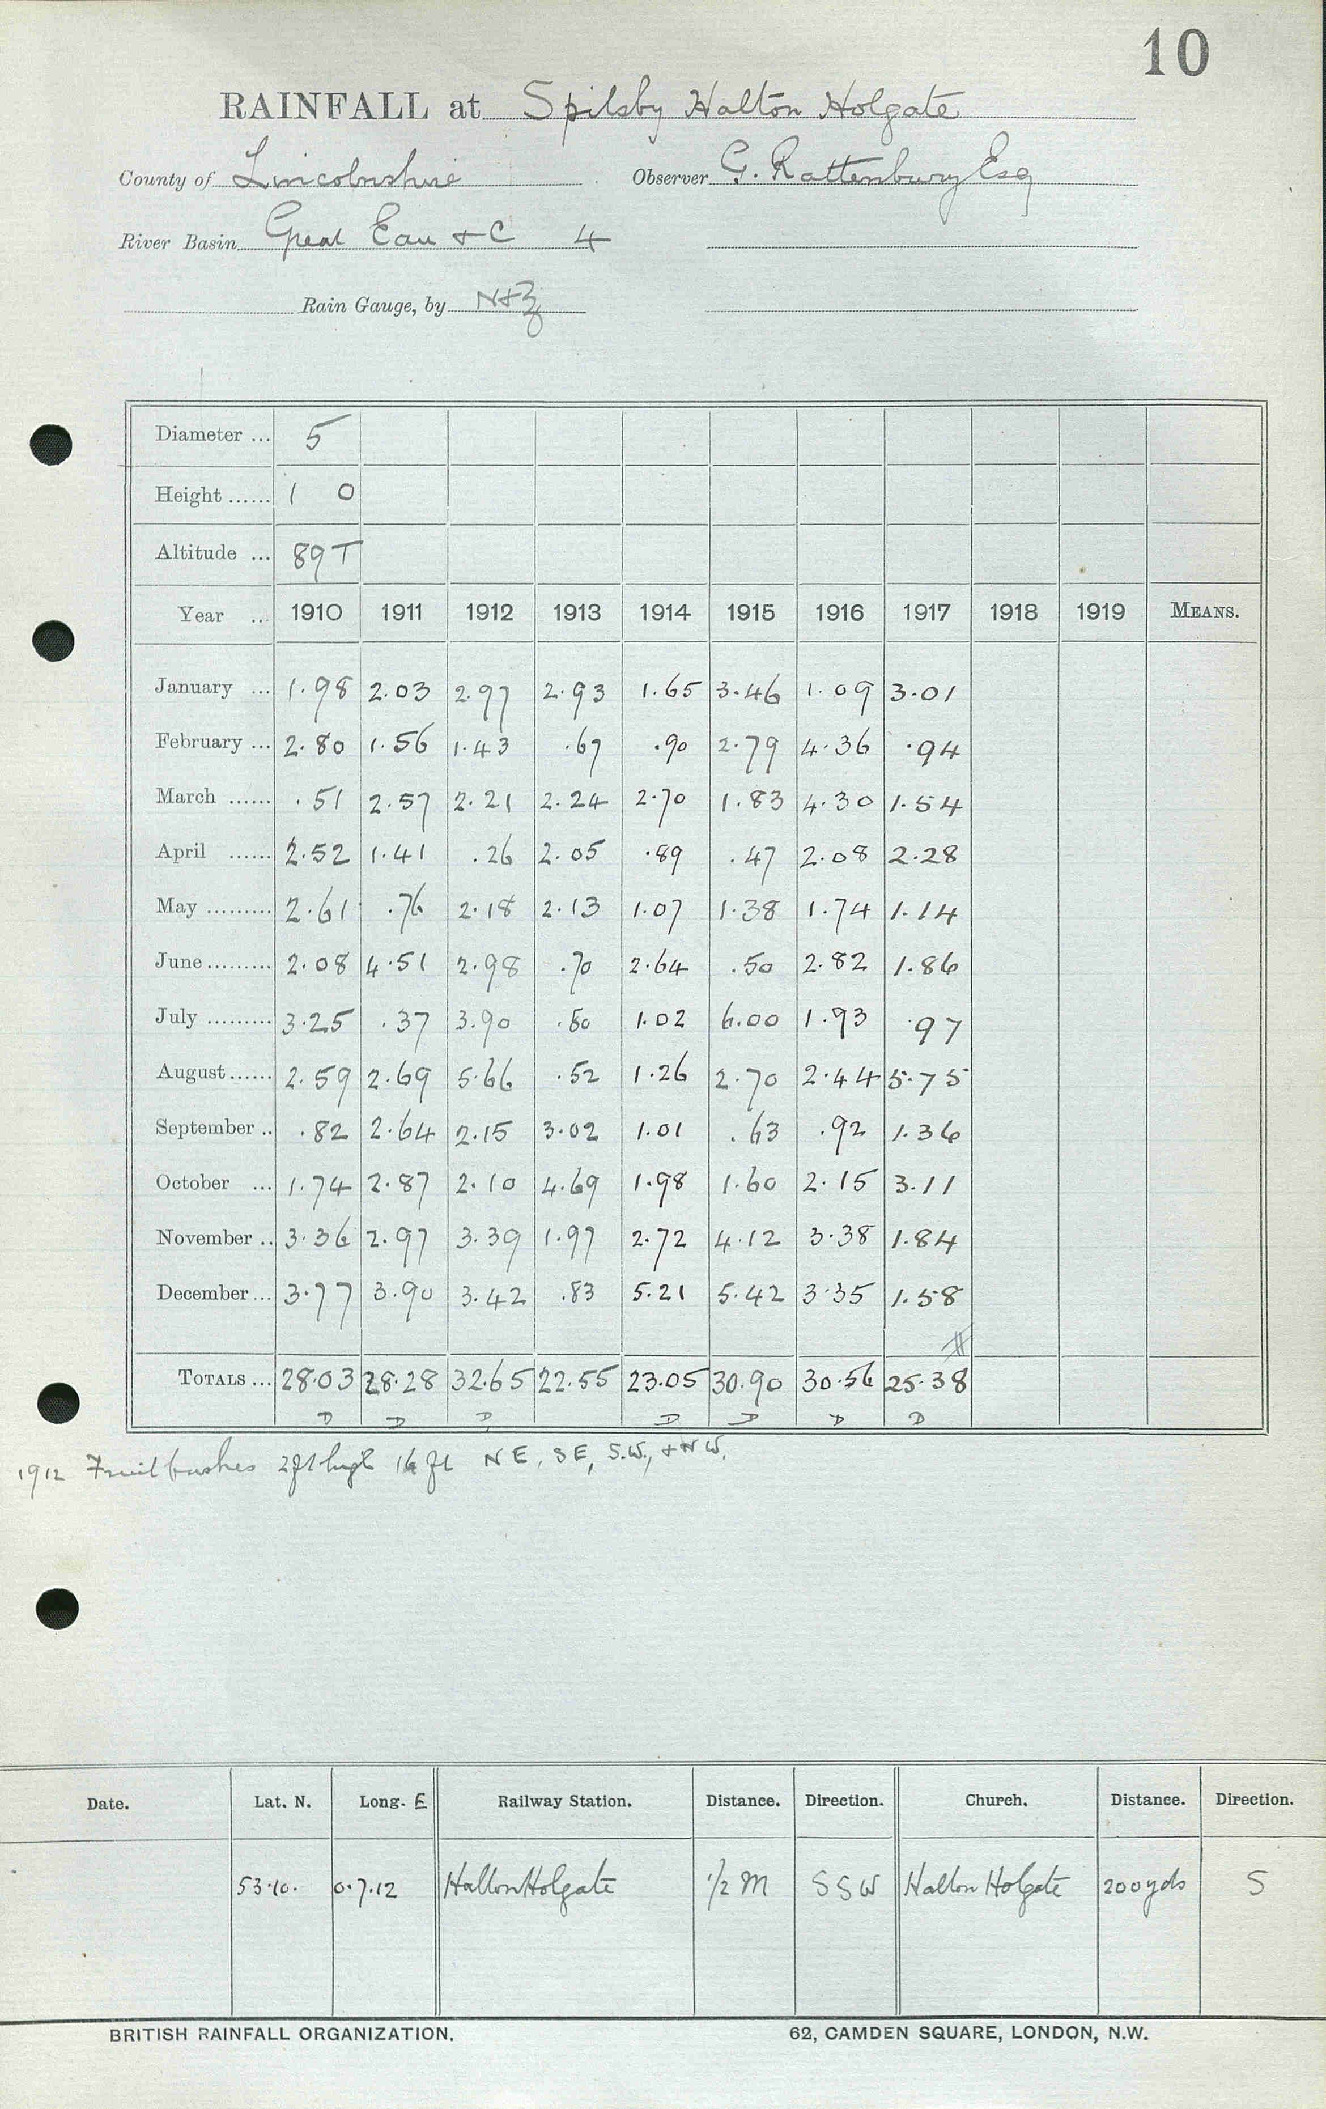 10
RAINFALL at Spilsby Halton Holgate
County of Lincolnshire Observer G. Rattenbury Esq
River Basin Great Eau & C 4
Rain Gauge, by N&Z
Diameter ... 5
Height ...... 1 0
Altitude ... 89 T
Year ... 1910 1911 1912 1913 1914 1915 1916 1917 1918 1919 MEANS.
January ... 1.98 2.03 2.97 2.93 1.65 3.46 1.09 3.01
February ... 2.80 1.56 1.43 .67 .90 2.79 4.36 .94
March ...... .51 2.57 2.21 2.24 2.70 1.83 4.30 1.54
April ...... 2.52 1.41 .26 2.05 .89 .47 2.08 2.28
May ......... 2.61 .76 2.18 2.13 1.07 1.38 1.74 1.14
June ......... 2.08 4.51 2.98 .70 2.64 .50 2.82 1.86
July ......... 3.25 .37 3.90 .80 1.02 6.00 1.93 .97
August ...... 2.59 2.69 5.66 .52 1.26 2.70 2.44 5.75
September .. .82 2.64 2.15 3.02 1.01 .63 .92 1.36
October ... 1.74 2.87 2.10 4.69 1.98 1.60 2.15 3.11
November .. 3.36 2.97 3.39 1.97 2.72 4.12 3.38 1.84
December ... 3.77 3.90 3.42 .83 5.21 5.42 3.35 1.58
TOTALS ... 28.03 28.28 32.65 22.55 23.05 30.90 30.56 25.38
D D D D D D D
1912 Fruit bushes 2ft high ft NE, SE, S.W., & NW.
Date. Lat. N. Long. E Railway Station. Distance. Direction. Church. Distance. Direction.
53.10. 0.7.12 Halton Holgate 1/2 M SSW Halton Holgate 200 yds S
BRITISH RAINFALL ORGANIZATION. 62, CAMDEN SQUARE, LONDON, N.W.